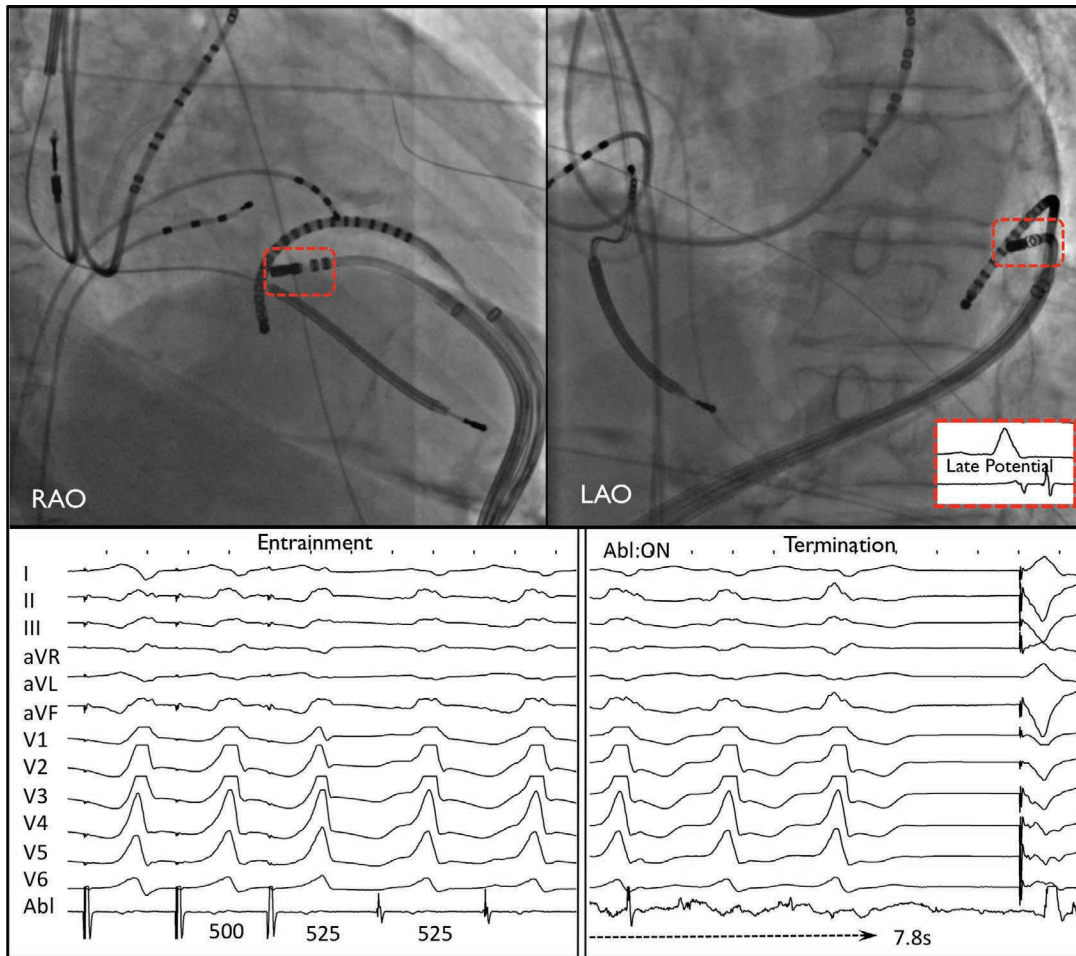 RAO
LAO
Late Potential
Entrainment
Abl:ON
Termination
I
II
III
aVR
aVL
aVF
V1
V2
V3
V4
V5
V6
Abl
500
525
525
7.8s